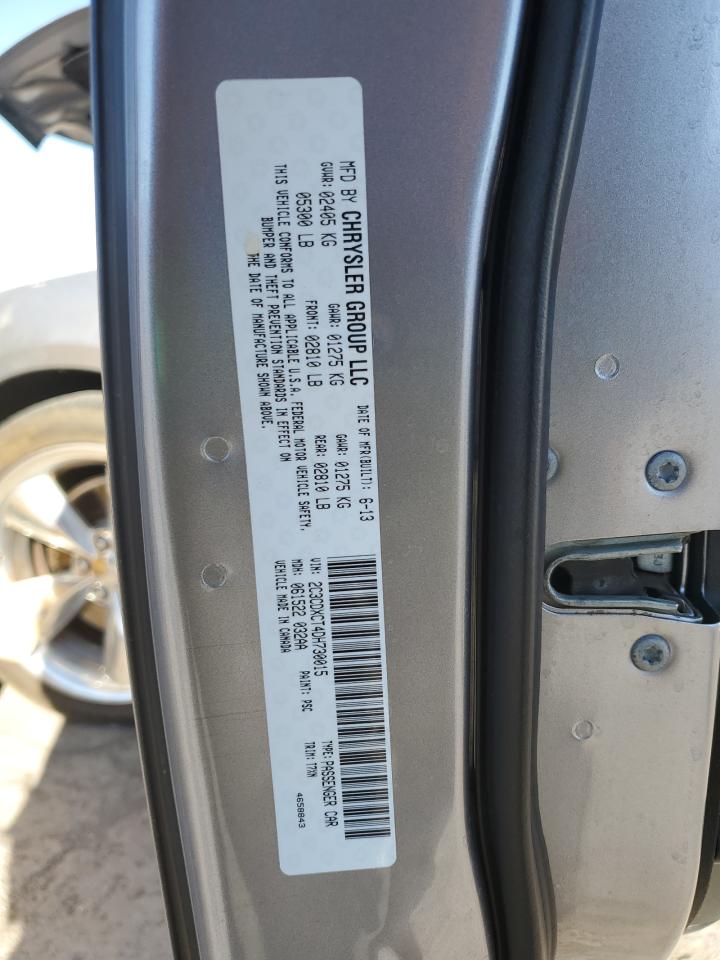 MFD BY CHRYSLER GROUP LLC DATE OF MFR(BUILT): 6-13
GVWR: 02405 KG GAWR: 01275 KG GAWR: 01275 KG
05300 LB FRONT: 02810 LB REAR: 02810 LB
THIS VEHICLE CONFORMS TO ALL APPLICABLE U.S.A. FEDERAL MOTOR VEHICLE SAFETY,
BUMPER AND THEFT PREVENTION STANDARDS IN EFFECT ON
THE DATE OF MANUFACTURE SHOWN ABOVE.
VIN: 2C3CDXCT4DH730015 TYPE: PASSENGER CAR
MDH: 061522 032AA PAINT: PSC TRIM: T7XW
VEHICLE MADE IN CANADA 4658843